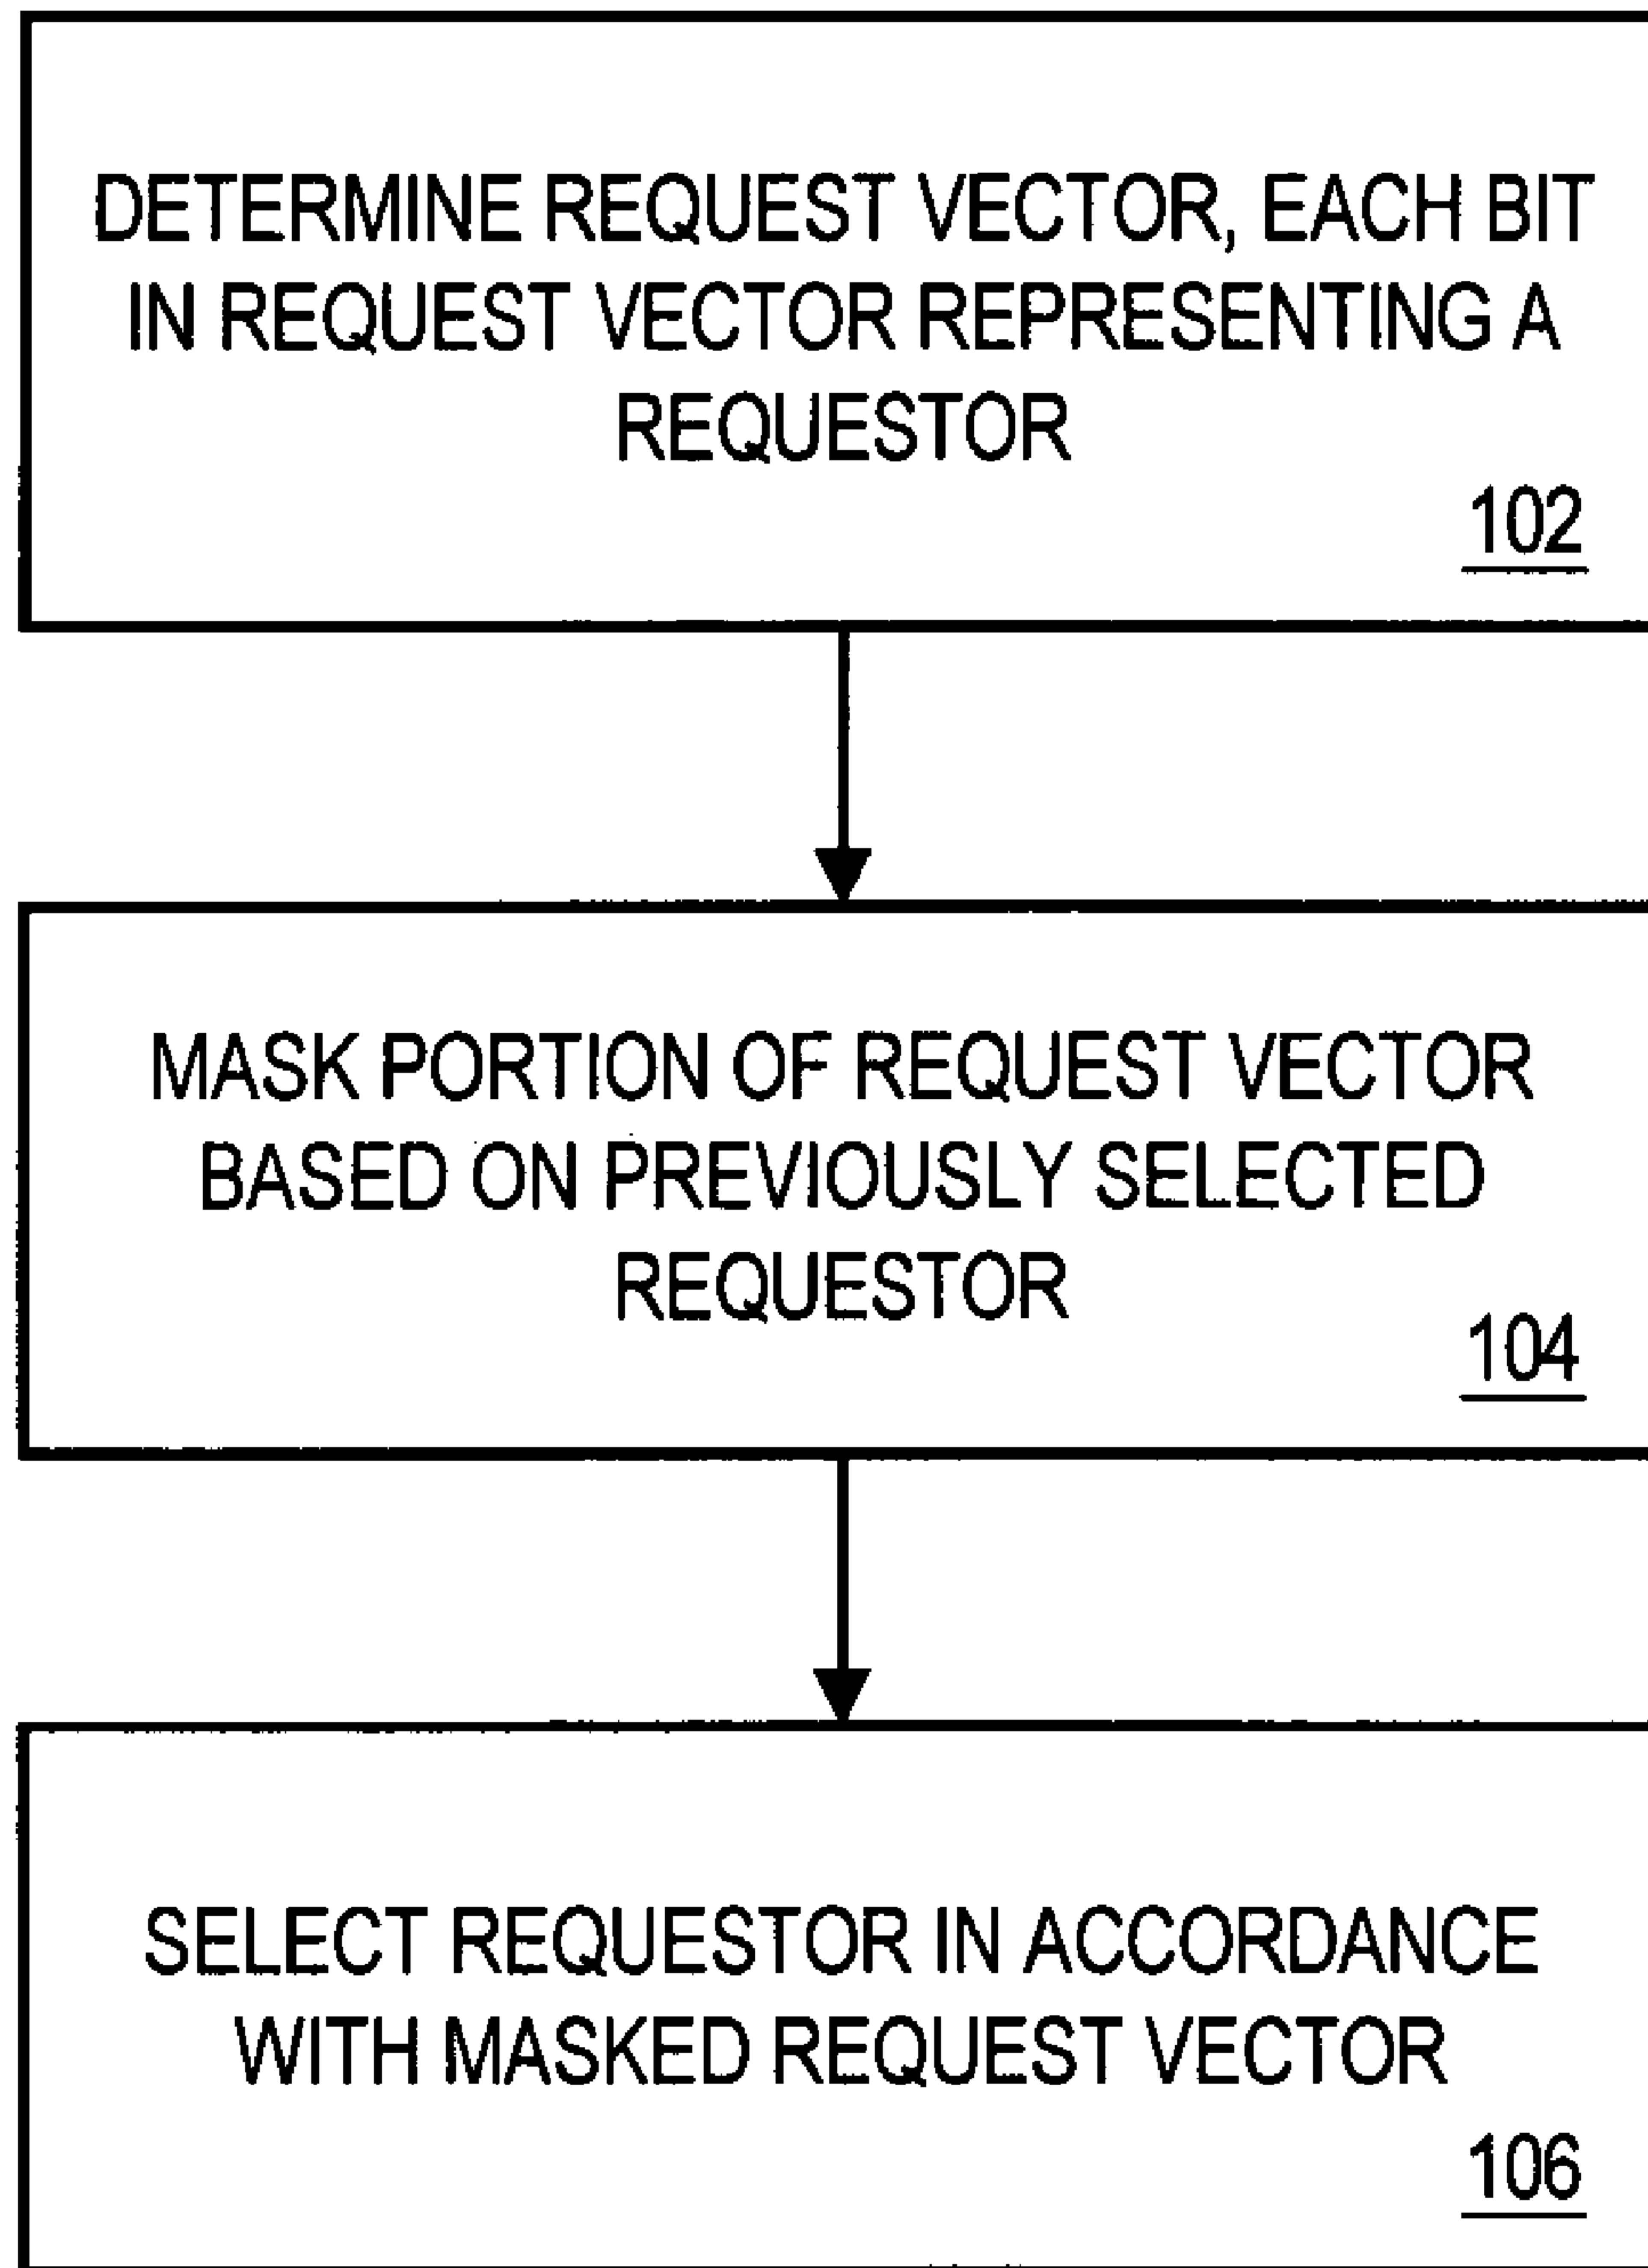 DETERMINE REQUEST VECTOR, EACH BIT
IN REQUEST VECTOR REPRESENTING A
REQUESTOR
102
MASK PORTION OF REQUEST VECTOR
BASED ON PREVIOUSLY SELECTED
REQUESTOR
104
SELECT REQUESTOR IN ACCORDANCE
WITH MASKED REQUEST VECTOR
106